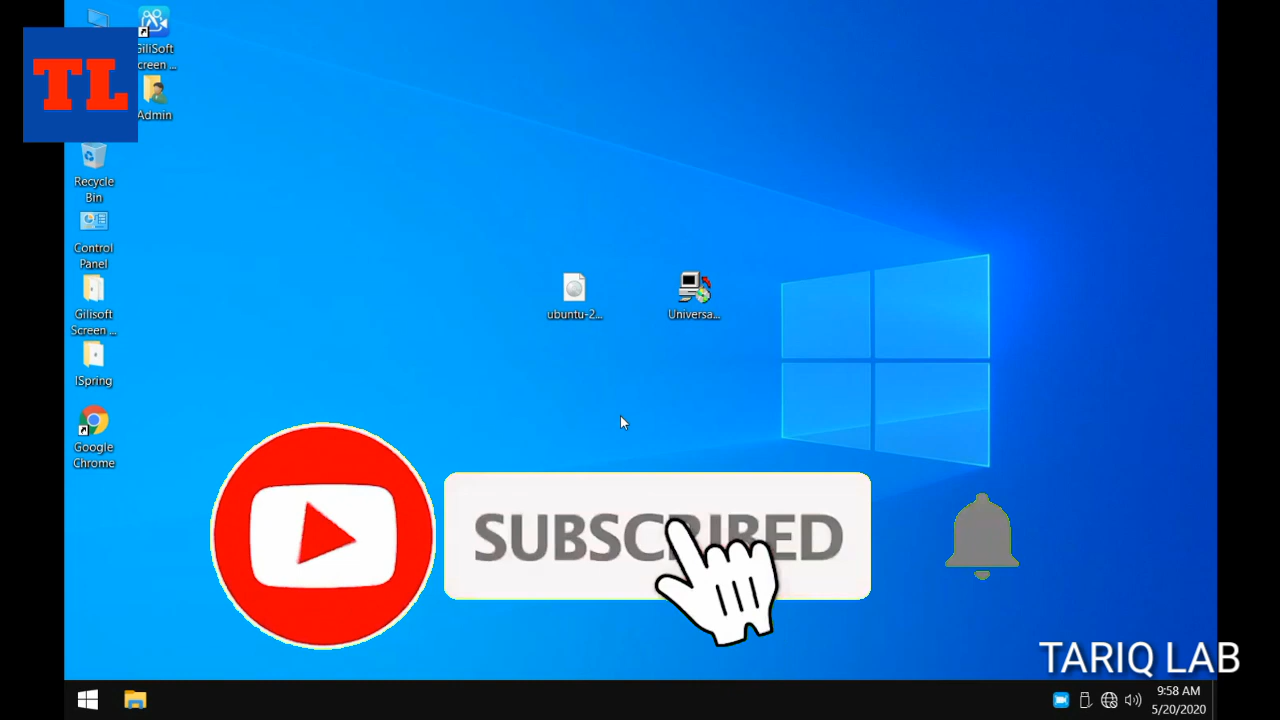 GiliSoft
Screen ...
TL
Admin
Recycle
Bin
Control
Panel
Gilisoft
Screen ...
ISpring
Google
Chrome
ubuntu-2...
Universa...
SUBSCRIBED
TARIQ LAB
9:58 AM
5/20/2020